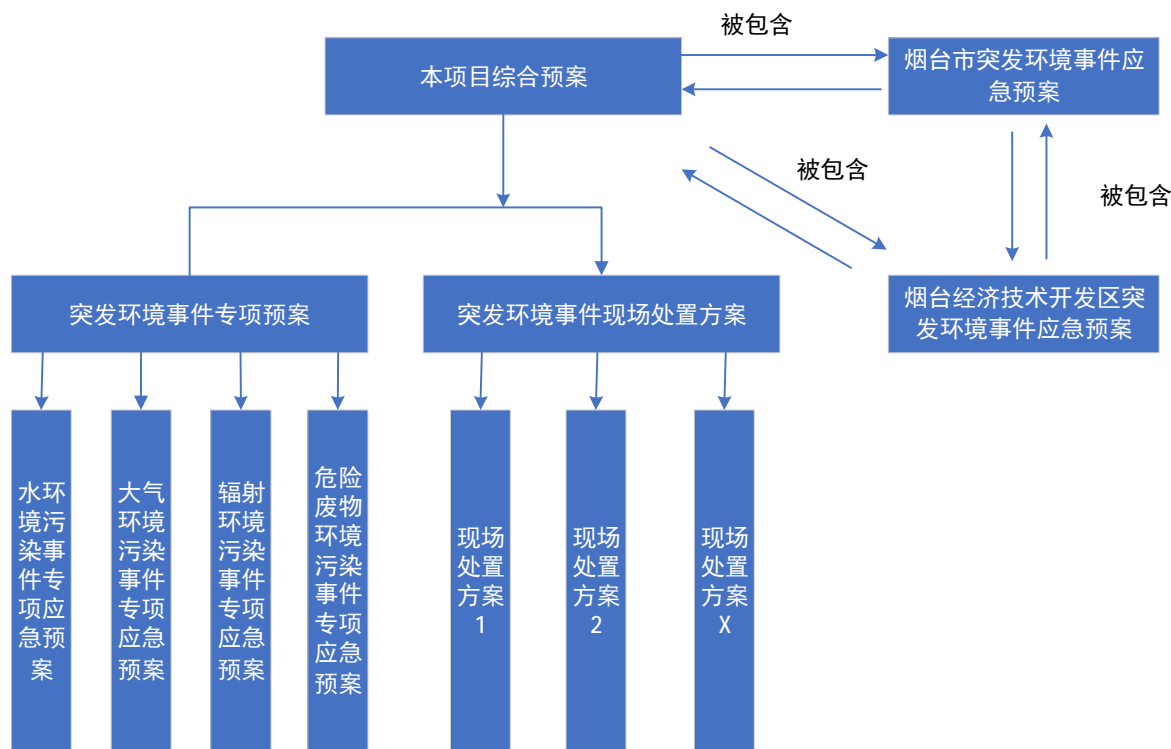 被包含
本项目综合预案
烟台市突发环境事件应
急预案
被包含
被包含
突发环境事件专项预案
突发环境事件现场处置方案
烟台经济技术开发区突
发环境事件应急预案
水环
境污
染事
件专
项应
急预
案
大气
环境
污染
事件
专项
应急
预案
辐射
环境
污染
事件
专项
应急
预案
危险
废物
环境
污染
事件
专项
应急
预案
现场
处置
方案
1
现场
处置
方案
2
现场
处置
方案
X